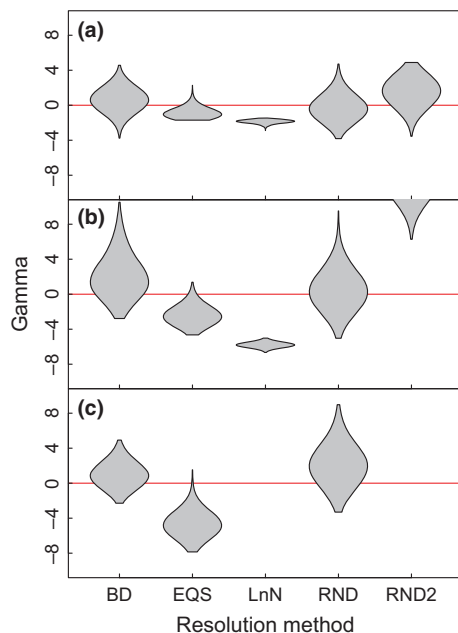 (a)
8
4
0
−4
−8
(b)
8
4
0
−4
−8
(c)
8
4
0
−4
−8
Gamma
BD EQS LnN RND RND2
Resolution method